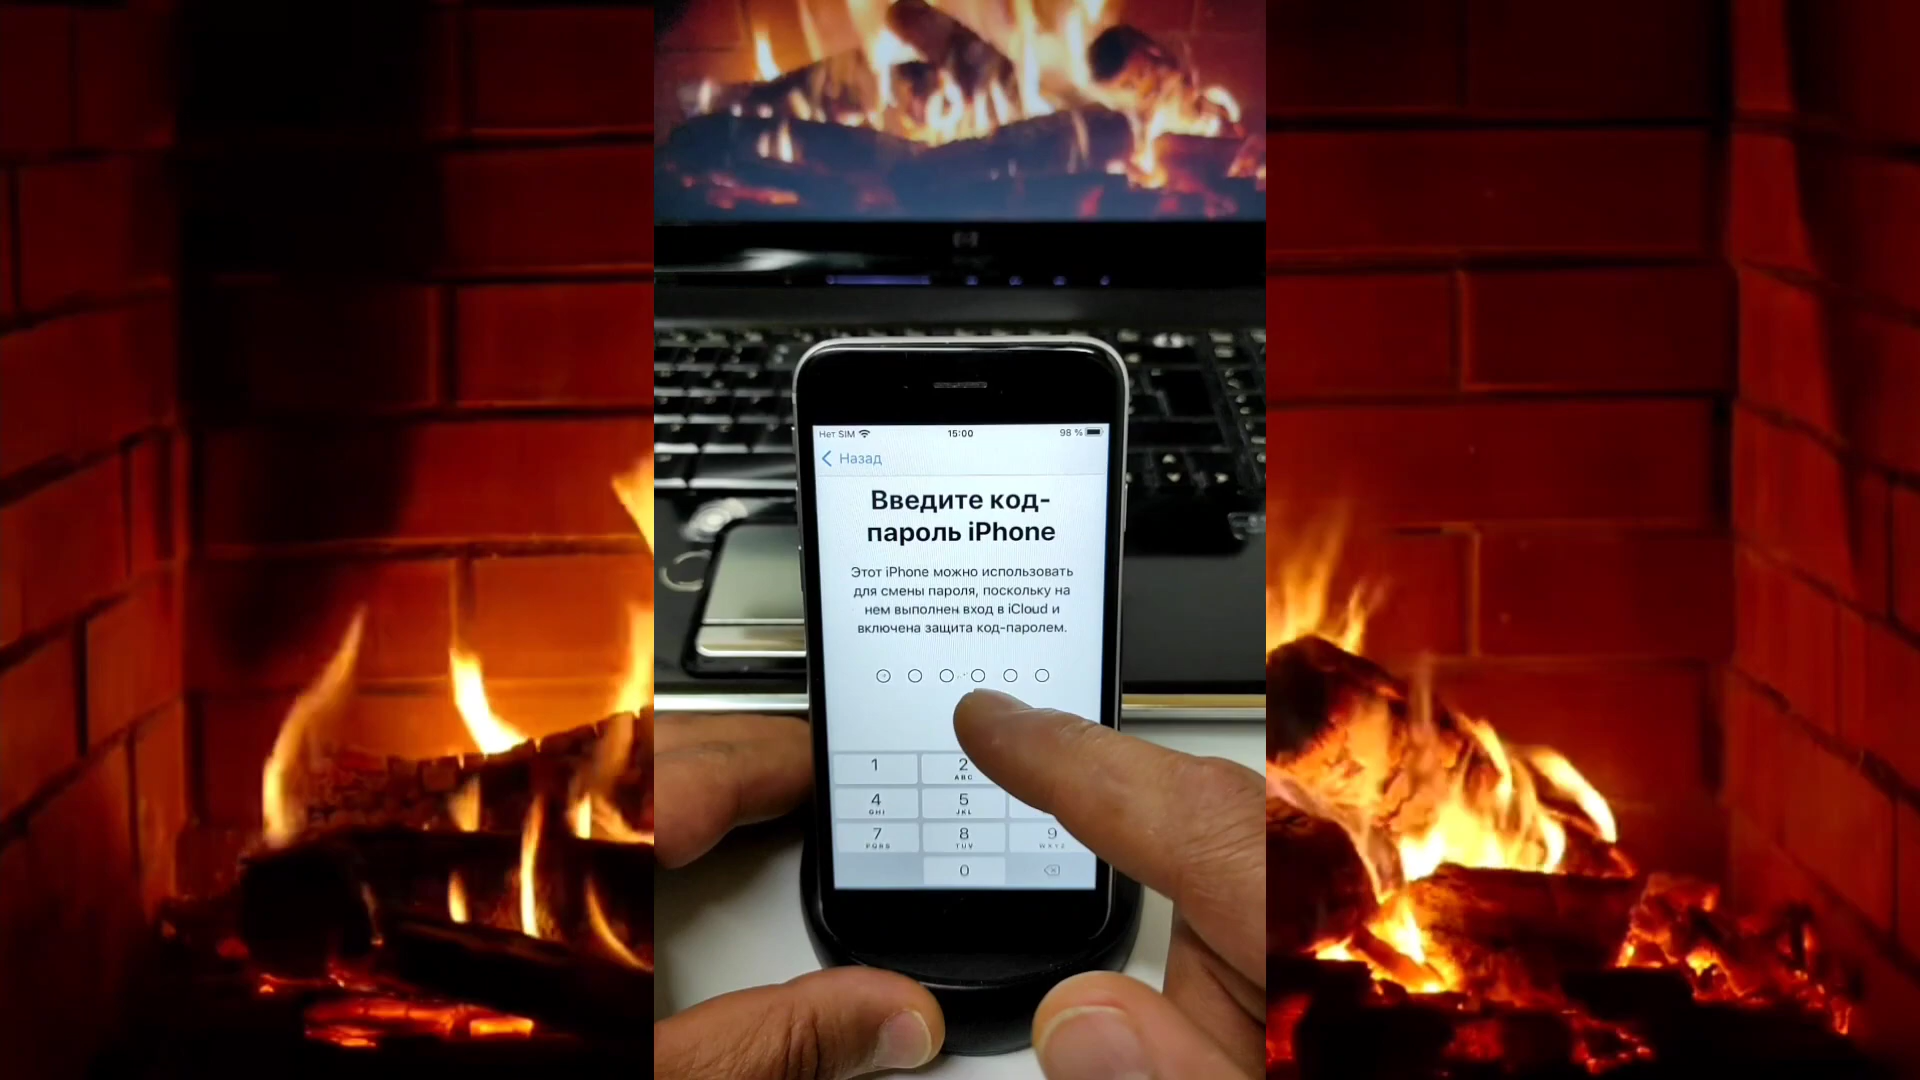 hp
Нет SIM 15:00 98 %
Назад
Введите код-
пароль iPhone
Этот iPhone можно использовать
для смены пароля, поскольку на
нем выполнен вход в iCloud и
включена защита код-паролем.
1 2 ABC
4 GHI 5 JKL
7 PQRS 8 TUV 9 WXYZ
0